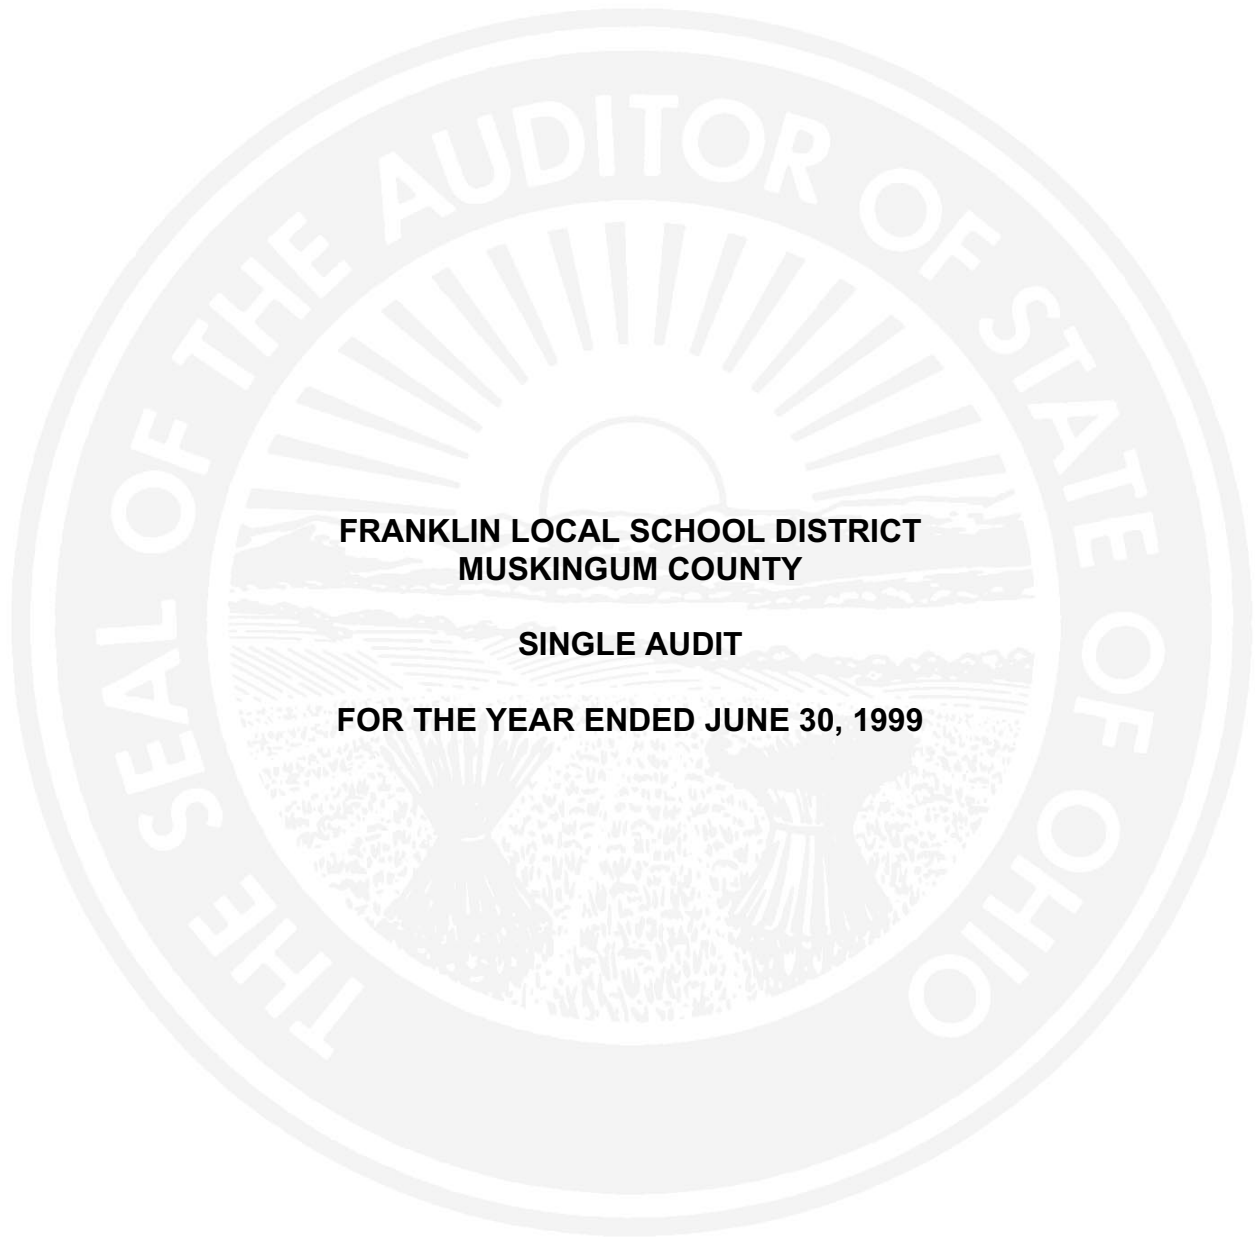 THE SEAL OF THE AUDITOR OF STATE OF OHIO
FRANKLIN LOCAL SCHOOL DISTRICT
MUSKINGUM COUNTY
SINGLE AUDIT
FOR THE YEAR ENDED JUNE 30, 1999